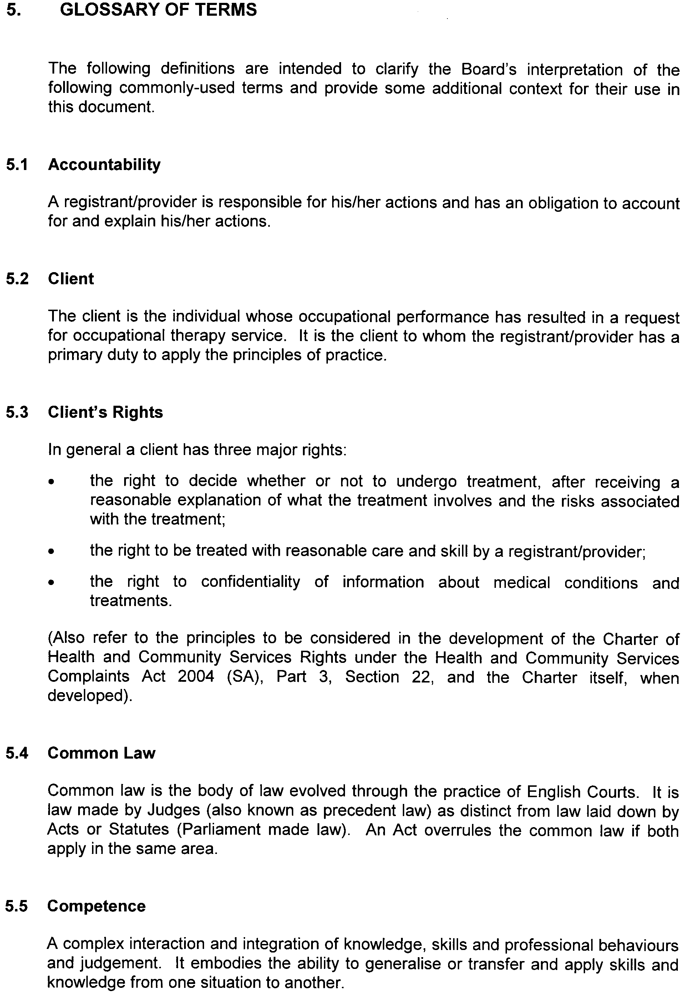 5. GLOSSARY OF TERMS
The following definitions are intended to clarify the Board's interpretation of the
following commonly-used terms and provide some additional context for their use in
this document.
5.1 Accountability
A registrant/provider is responsible for his/her actions and has an obligation to account
for and explain his/her actions.
5.2 Client
The client is the individual whose occupational performance has resulted in a request
for occupational therapy service. It is the client to whom the registrant/provider has a
primary duty to apply the principles of practice.
5.3 Client's Rights
In general a client has three major rights:
• the right to decide whether or not to undergo treatment, after receiving a
reasonable explanation of what the treatment involves and the risks associated
with the treatment;
• the right to be treated with reasonable care and skill by a registrant/provider;
• the right to confidentiality of information about medical conditions and
treatments.
(Also refer to the principles to be considered in the development of the Charter of
Health and Community Services Rights under the Health and Community Services
Complaints Act 2004 (SA), Part 3, Section 22, and the Charter itself, when
developed).
5.4 Common Law
Common law is the body of law evolved through the practice of English Courts. It is
law made by Judges (also known as precedent law) as distinct from law laid down by
Acts or Statutes (Parliament made law). An Act overrules the common law if both
apply in the same area.
5.5 Competence
A complex interaction and integration of knowledge, skills and professional behaviours
and judgement. It embodies the ability to generalise or transfer and apply skills and
knowledge from one situation to another.